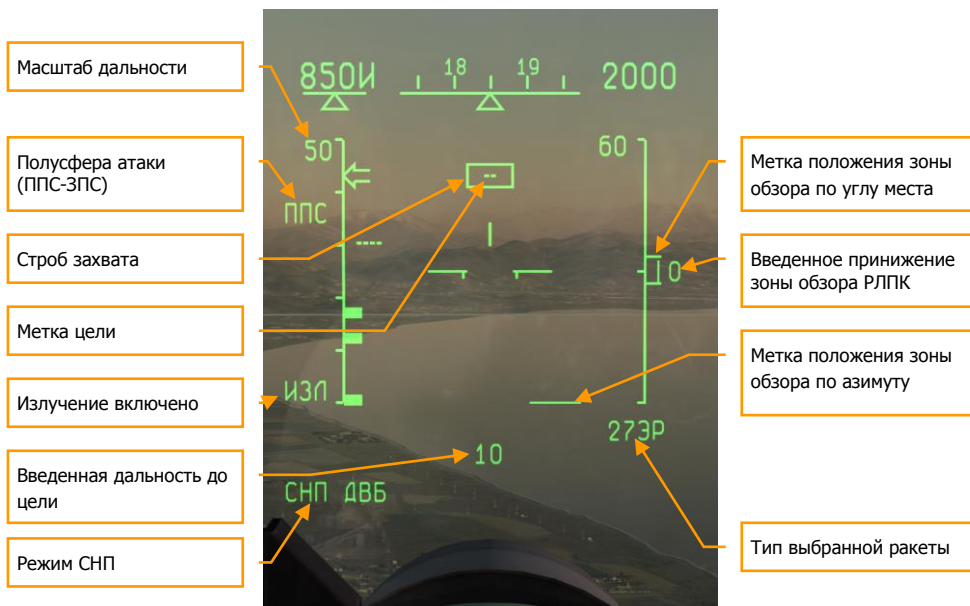 Масштаб дальности
Полусфера атаки
(ППС-ЗПС)
Строб захвата
Метка цели
Излучение включено
Введенная дальность до
цели
Режим СНП
850И
18 19
2000
50
60
ППС
0
ИЗЛ
27ЭР
10
СНП ДВБ
Метка положения зоны
обзора по углу места
Введенное принижение
зоны обзора РЛПК
Метка положения зоны
обзора по азимуту
Тип выбранной ракеты